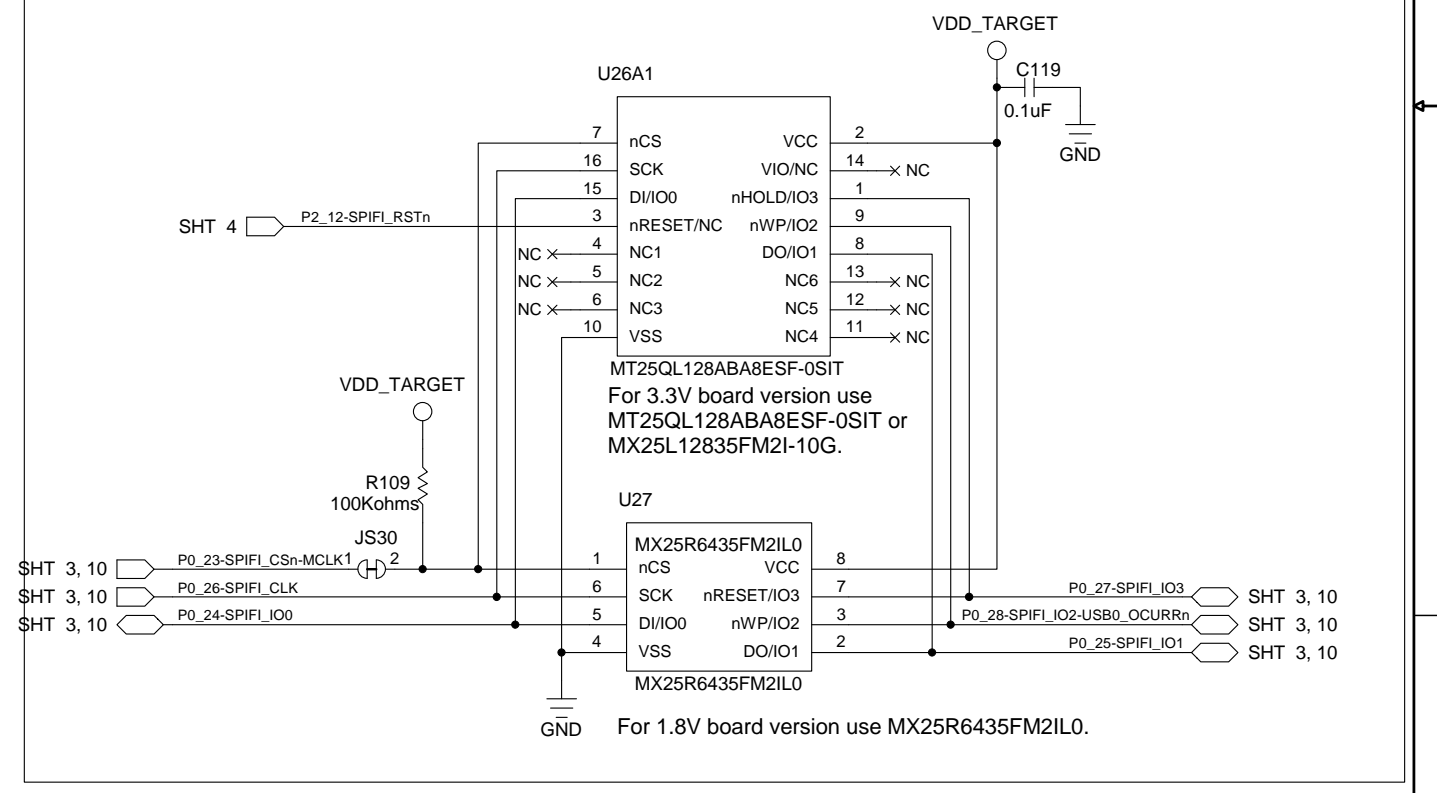 VDD_TARGET
C119
0.1uF
GND
U26A1
7 nCS VCC 2
16 SCK VIO/NC 14 NC
15 DI/IO0 nHOLD/IO3 1
SHT 4 P2_12-SPIFI_RSTn 3 nRESET/NC nWP/IO2 9
NC 4 NC1 DO/IO1 8
NC 5 NC2 NC6 13 NC
NC 6 NC3 NC5 12 NC
10 VSS NC4 11 NC
MT25QL128ABA8ESF-0SIT
For 3.3V board version use
MT25QL128ABA8ESF-0SIT or
MX25L12835FM2I-10G.
VDD_TARGET
R109
100Kohms
JS30
U27
MX25R6435FM2IL0
SHT 3, 10 P0_23-SPIFI_CSn-MCLK 1 2 1 nCS VCC 8
SHT 3, 10 P0_26-SPIFI_CLK 6 SCK nRESET/IO3 7 P0_27-SPIFI_IO3 SHT 3, 10
SHT 3, 10 P0_24-SPIFI_IO0 5 DI/IO0 nWP/IO2 3 P0_28-SPIFI_IO2-USB0_OCURRn SHT 3, 10
4 VSS DO/IO1 2 P0_25-SPIFI_IO1 SHT 3, 10
MX25R6435FM2IL0
GND
For 1.8V board version use MX25R6435FM2IL0.